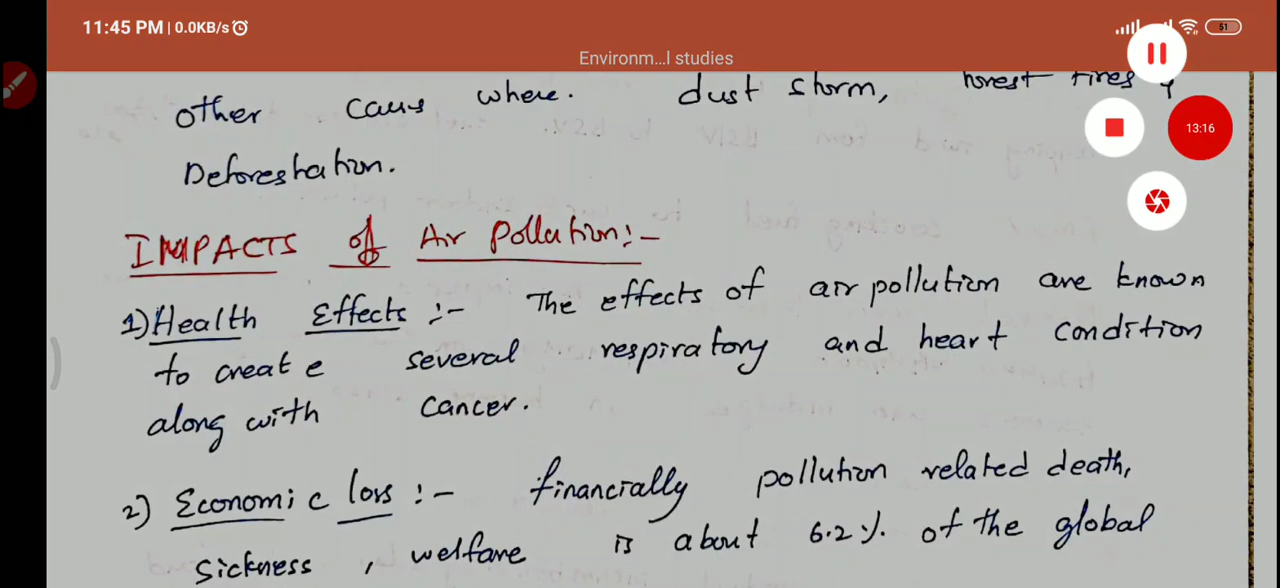 11:45 PM | 0.0KB/s
51
Environm...l studies
13:16
other caus where. dust storm, forest fires &
Deforestation.
IMPACTS of Air Pollution:-
1) Health Effects :- The effects of air pollution are known
to create several respiratory and heart condition
along with cancer.
2) Economic loss :- financially pollution related death,
sickness, welfare is about 6.2%. of the global